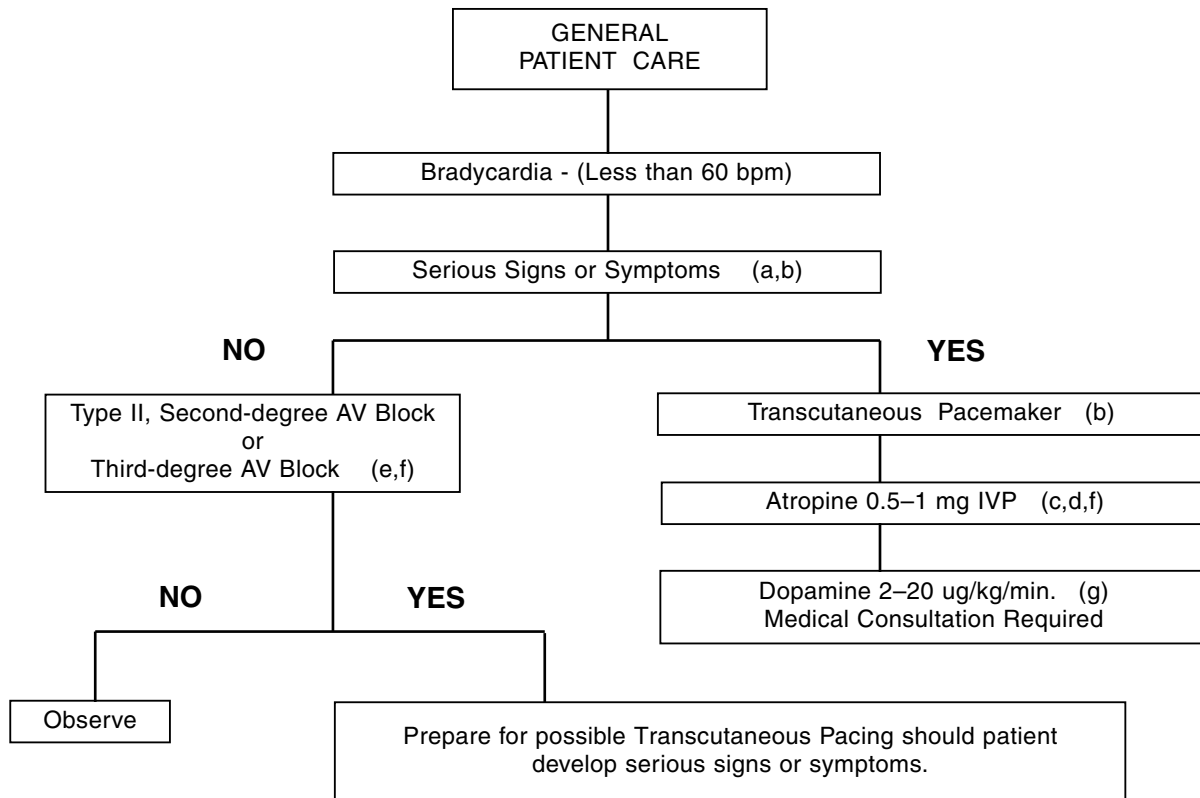 GENERAL
PATIENT CARE
Bradycardia - (Less than 60 bpm)
Serious Signs or Symptoms (a,b)
NO
YES
Type II, Second-degree AV Block
or
Third-degree AV Block (e,f)
Transcutaneous Pacemaker (b)
Atropine 0.5–1 mg IVP (c,d,f)
Dopamine 2–20 ug/kg/min. (g)
Medical Consultation Required
NO
YES
Observe
Prepare for possible Transcutaneous Pacing should patient
develop serious signs or symptoms.